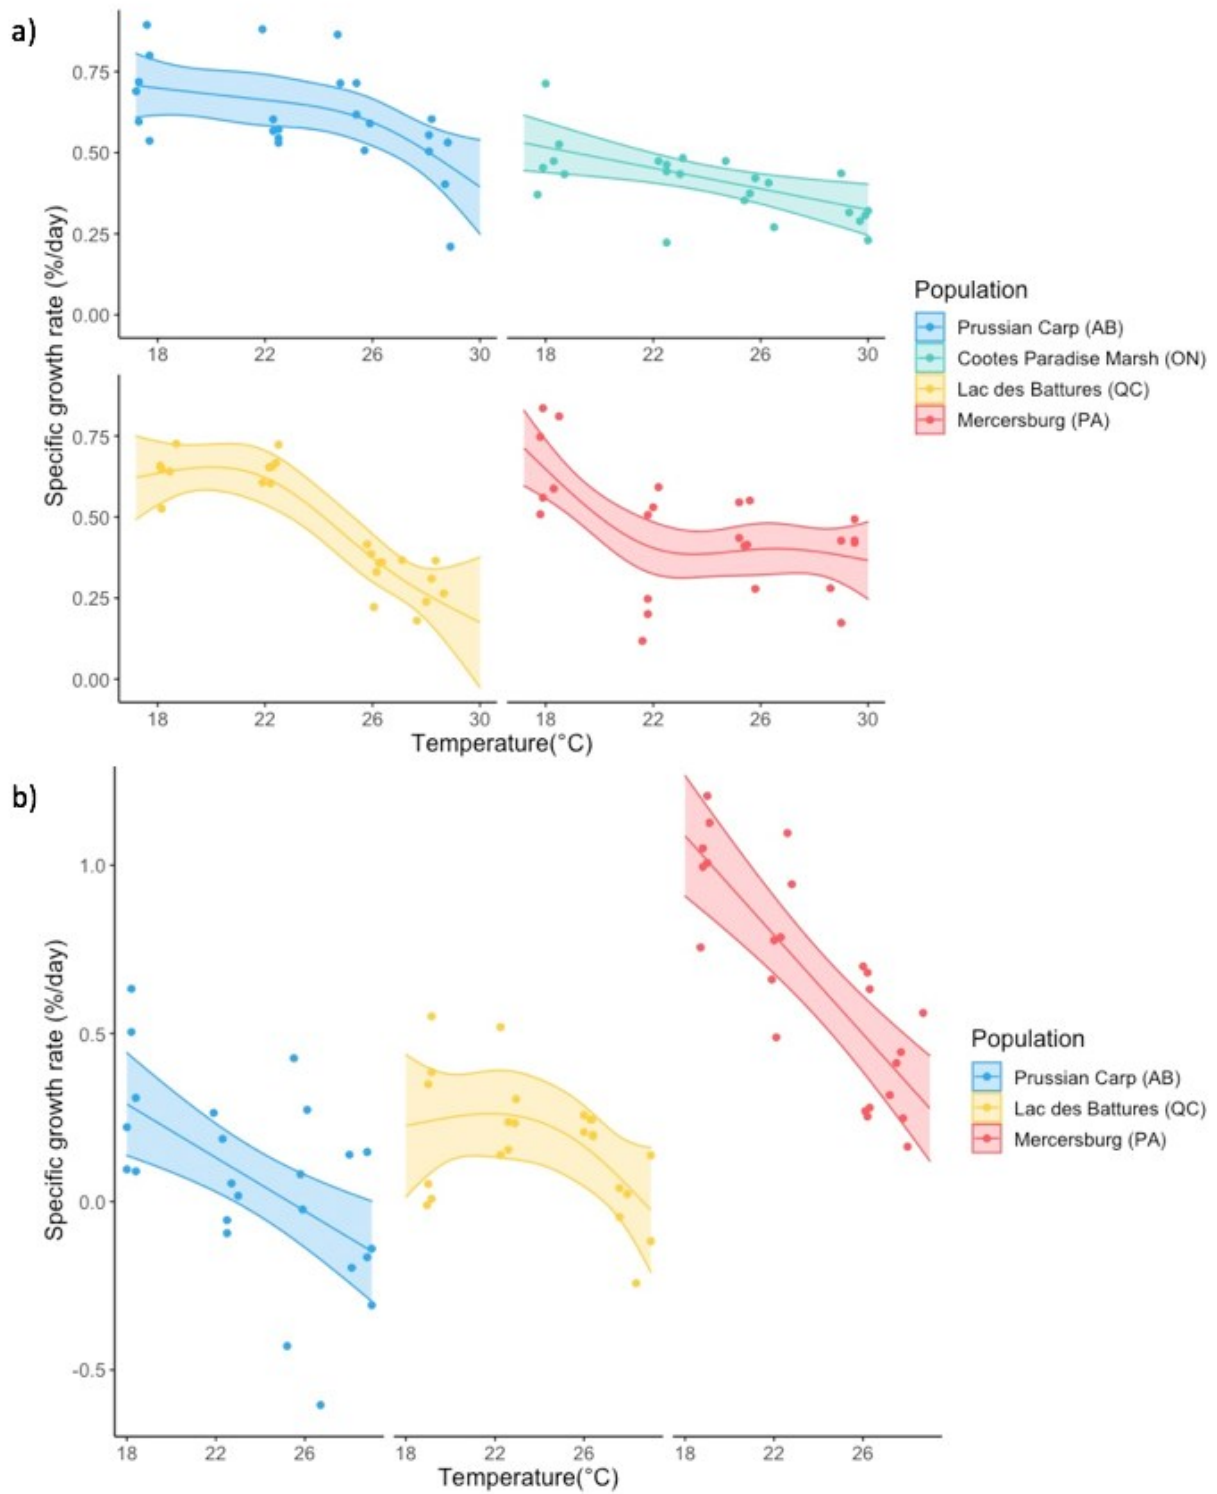 a)
0.75
0.50
0.25
0.00
18 22 26 30
18 22 26 30
Specific growth rate (%/day)
0.75
0.50
0.25
0.00
18 22 26 30
18 22 26 30
Temperature(°C)
Population
Prussian Carp (AB)
Cootes Paradise Marsh (ON)
Lac des Battures (QC)
Mercersburg (PA)
b)
1.0
0.5
0.0
-0.5
Specific growth rate (%/day)
18 22 26
18 22 26
18 22 26
Temperature(°C)
Population
Prussian Carp (AB)
Lac des Battures (QC)
Mercersburg (PA)